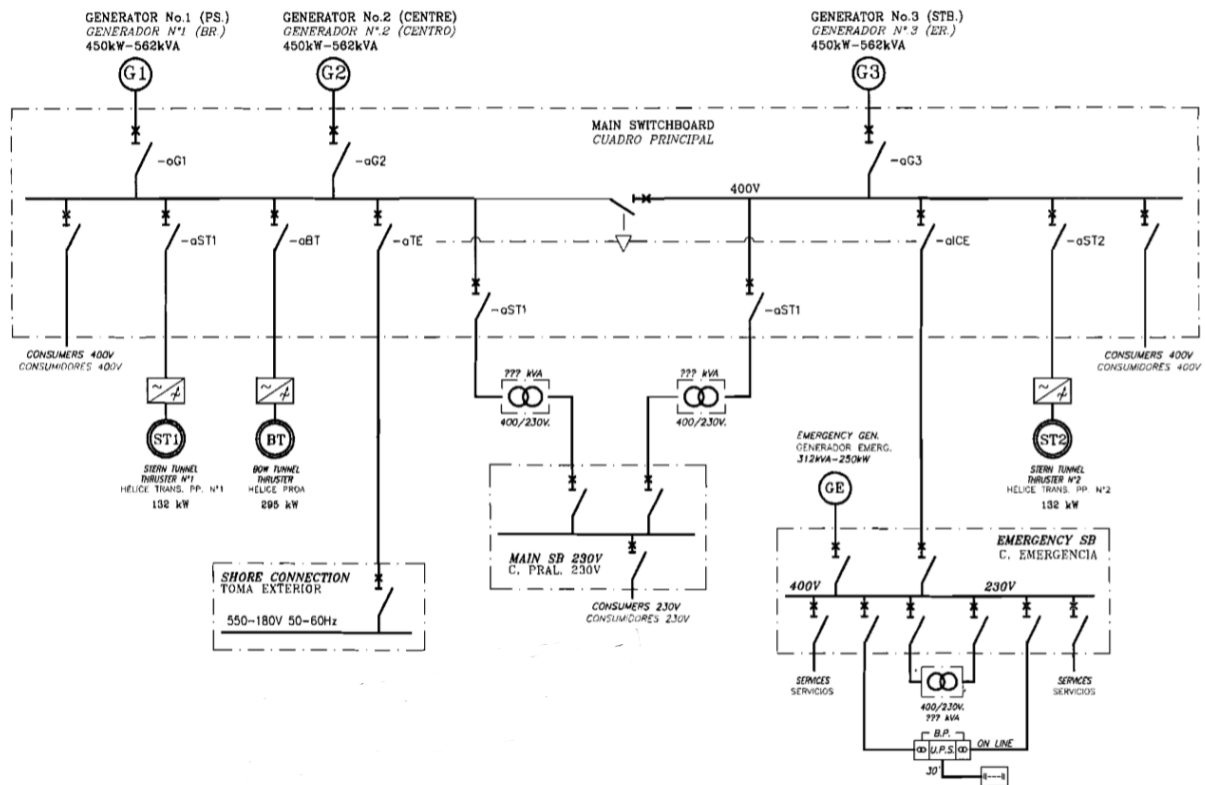 GENERATOR No.1 (PS.)
GENERADOR Nº1 (BR.)
450kW-562kVA
G1
GENERATOR No.2 (CENTRE)
GENERADOR Nº.2 (CENTRO)
450kW-562kVA
G2
GENERATOR No.3 (STB.)
GENERADOR Nº.3 (ER.)
450kW-562kVA
G3
MAIN SWITCHBOARD
CUADRO PRINCIPAL
-aG1
-aG2
-aG3
400V
-aST1
-aBT
-aTE
-aICE
-aST2
-aST1
-aST1
CONSUMERS 400V
CONSUMIDORES 400V
CONSUMERS 400V
CONSUMIDORES 400V
??? kVA
400/230V.
??? kVA
400/230V.
ST1
STERN TUNNEL
THRUSTER Nº1
HÉLICE TRANS. PP. Nº1
132 kW
BT
BOW TUNNEL
THRUSTER
HÉLICE PROA
295 kW
EMERGENCY GEN.
GENERADOR EMERG.
312kVA-250kW
GE
ST2
STERN TUNNEL
THRUSTER Nº2
HÉLICE TRANS. PP. Nº2
132 kW
SHORE CONNECTION
TOMA EXTERIOR
550-180V 50-60Hz
MAIN SB 230V
C. PRAL. 230V
CONSUMERS 230V
CONSUMIDORES 230V
EMERGENCY SB
C. EMERGENCIA
400V
230V
SERVICES
SERVICIOS
SERVICES
SERVICIOS
400/230V.
??? kVA
B.P.
U.P.S.
ON LINE
30'